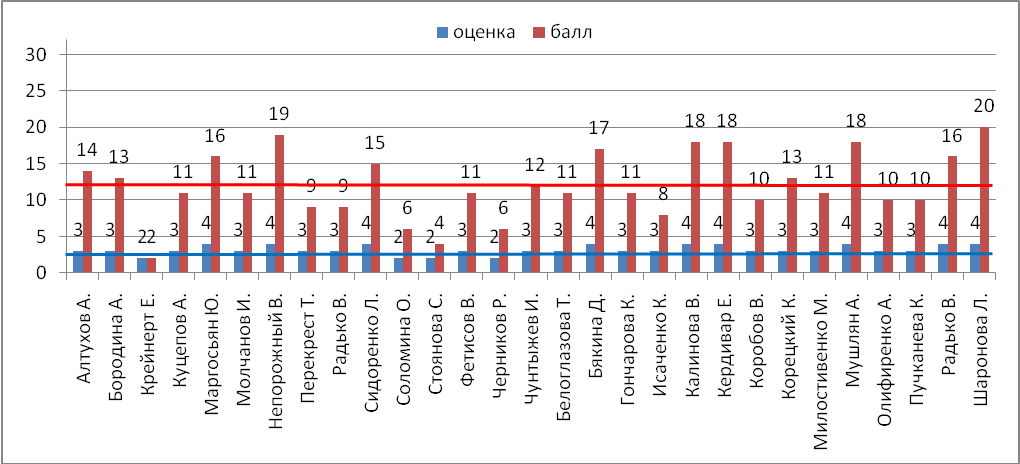 оценка балл
30
25
20
15
10
5
0
3 14 3 13 22 3 11 4 16 3 11 4 19 3 9 3 9 4 15 2 6 2 4 3 11 2 6 3 12 3 11 4 17 3 11 3 8 4 18 4 18 3 10 3 13 3 11 4 18 3 10 3 10 4 16 4 20
Алтухов А.
Бородина А.
Крейнерт Е.
Куцепов А.
Маргосьян Ю.
Молчанов И.
Непорожный В.
Перекрест Т.
Радько В.
Сидоренко Л.
Соломина О.
Стоянова С.
Фетисов В.
Черников Р.
Чунтыжев И.
Белоглазова Т.
Бякина Д.
Гончарова К.
Исаченко К.
Калинова В.
Кердивар Е.
Коробов В.
Корецкий К.
Милостивенко М.
Мушлян А.
Олифиренко А.
Пучканева К.
Радько В.
Шаронова Л.